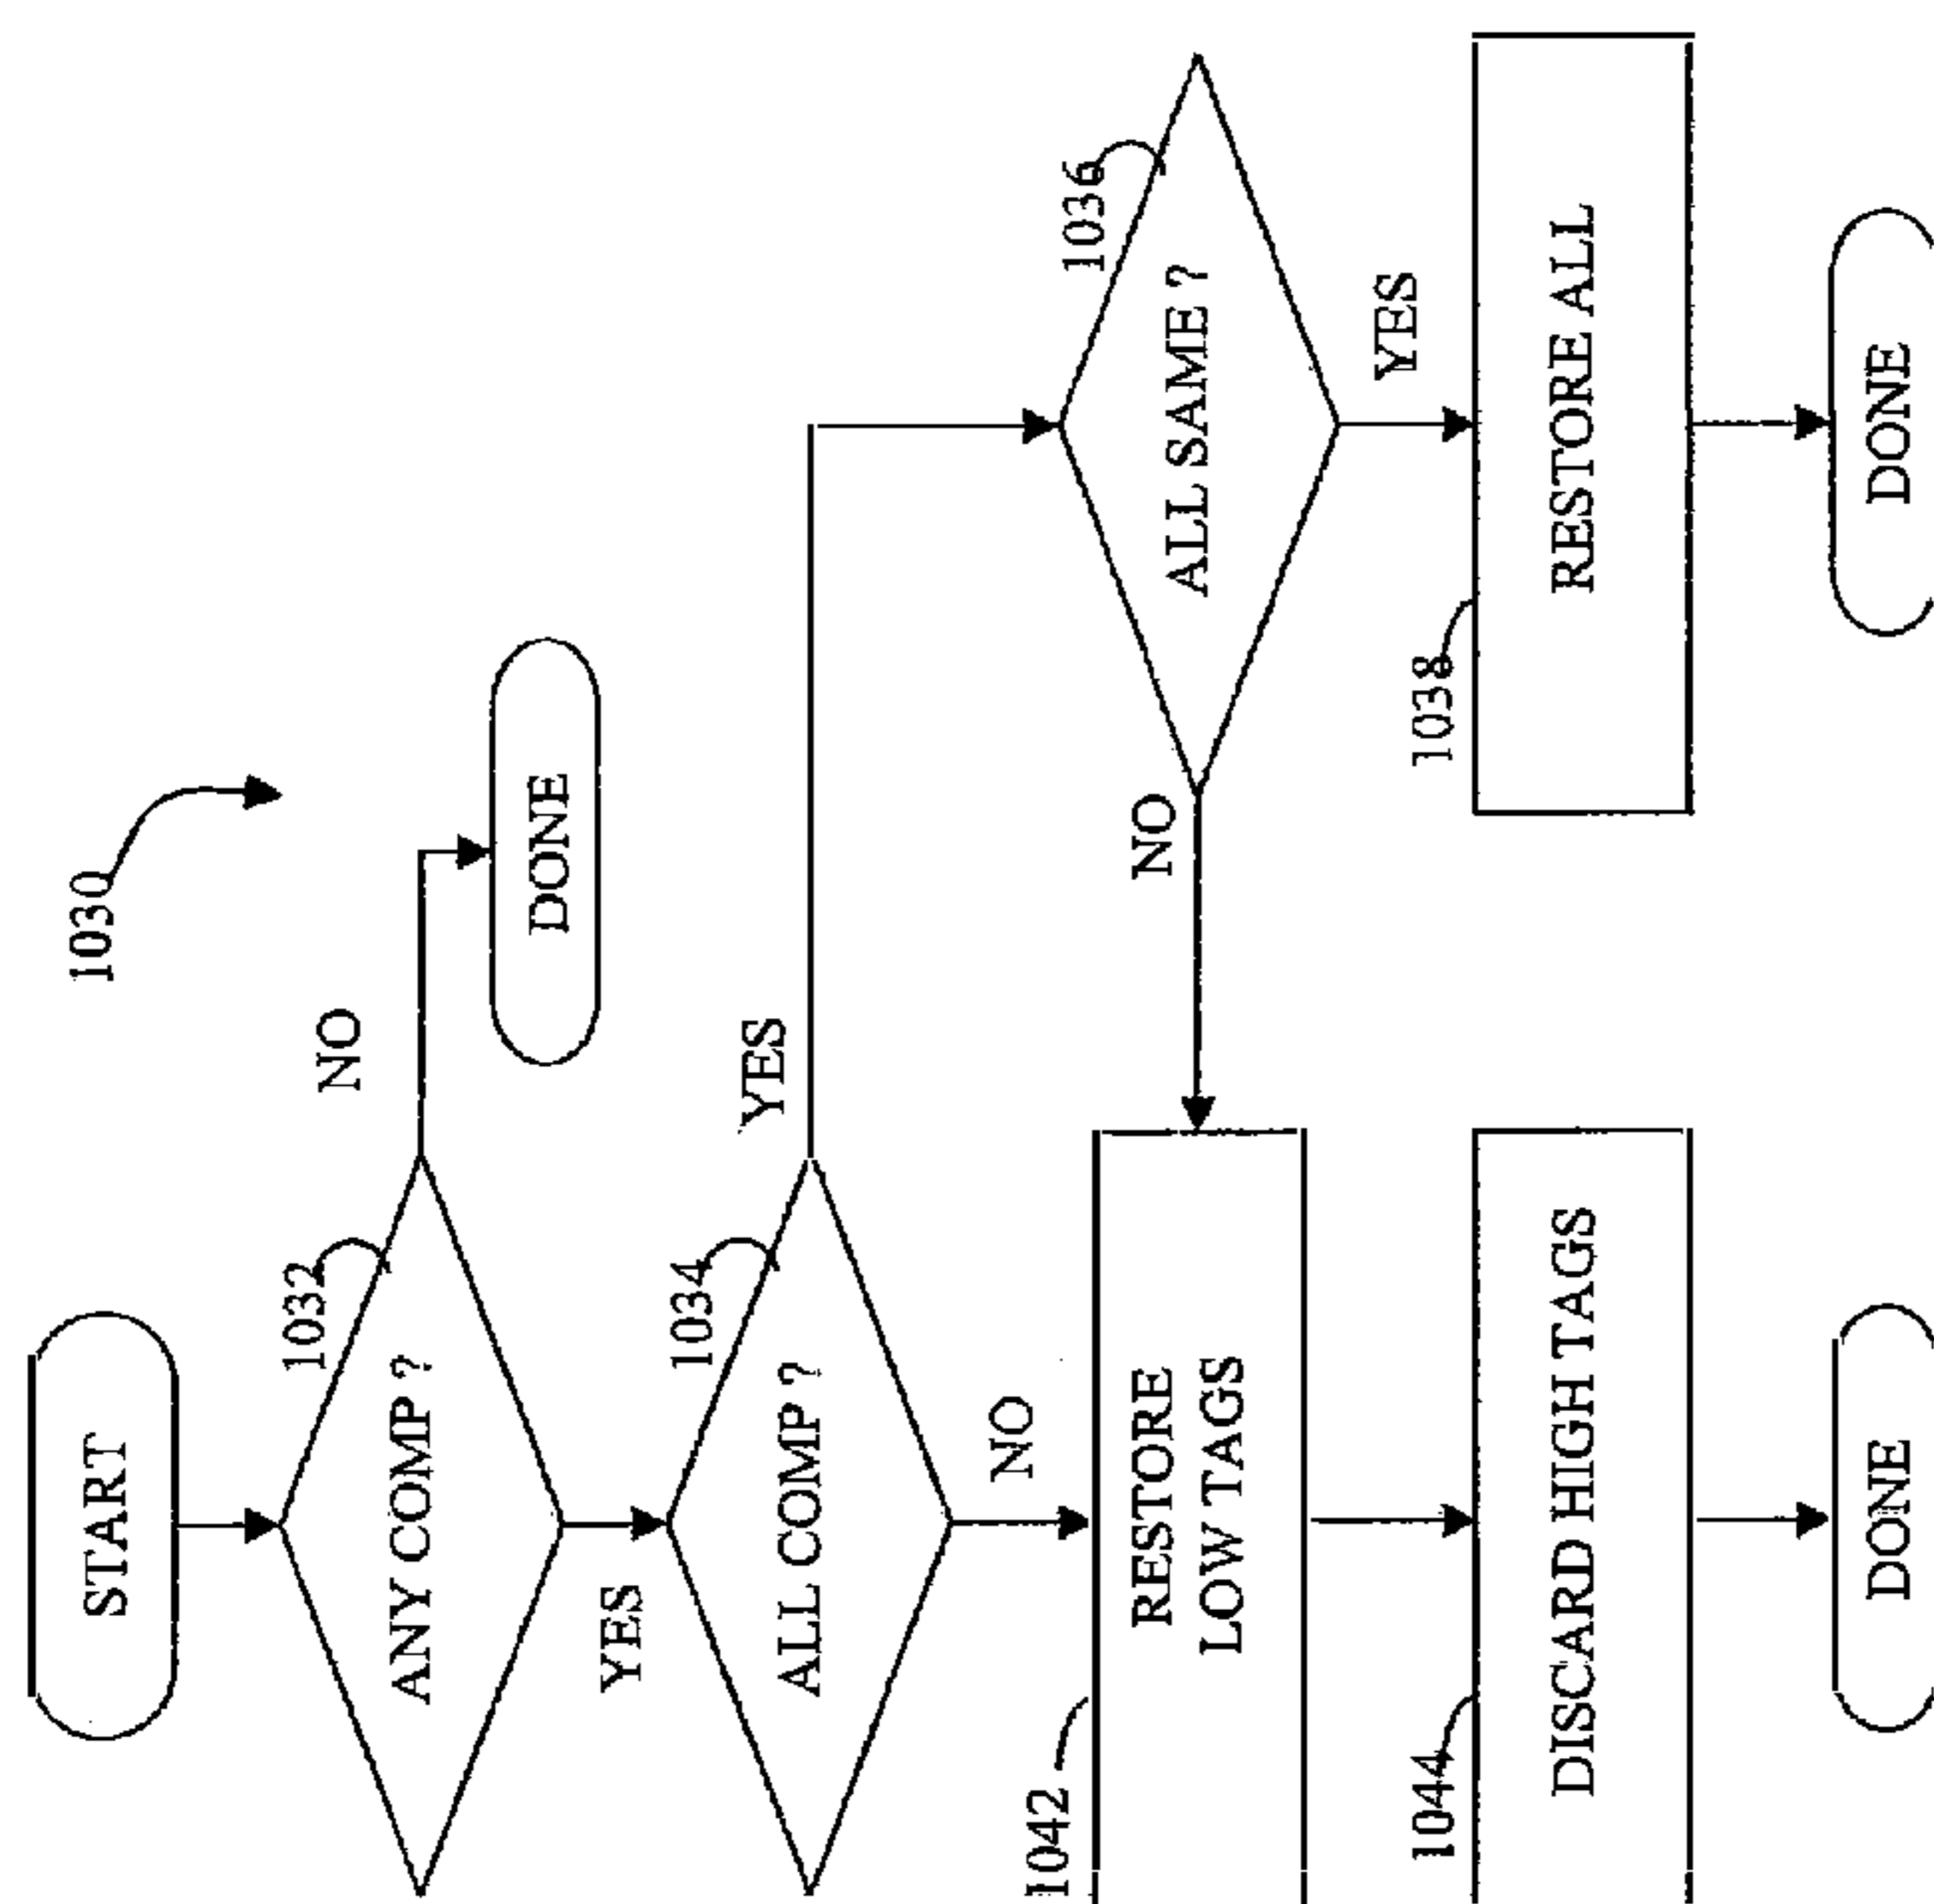 1030
START
1032
ANY COMP ?
NO
DONE
YES
1034
ALL COMP ?
YES
NO
1036
ALL SAME ?
NO
YES
1042
RESTORE
LOW TAGS
1038
RESTORE ALL
1044
DISCARD HIGH TAGS
DONE
DONE